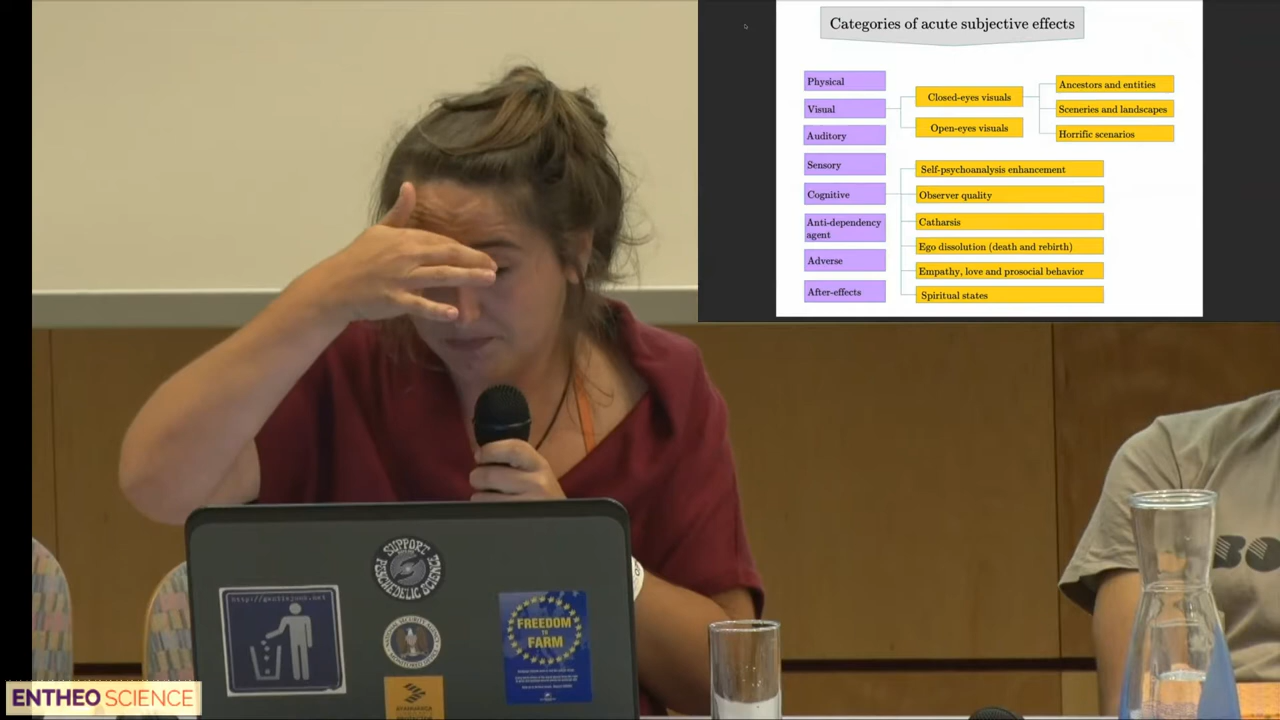 Categories of acute subjective effects
Physical
Visual
Auditory
Sensory
Cognitive
Anti-dependency
agent
Adverse
After-effects
Closed-eyes visuals
Open-eyes visuals
Ancestors and entities
Sceneries and landscapes
Horrific scenarios
Self-psychoanalysis enhancement
Observer quality
Catharsis
Ego dissolution (death and rebirth)
Empathy, love and prosocial behavior
Spiritual states
SUPPORT
PSYCHEDELIC SCIENCE
FREEDOM
TO
FARM
BO
ENTHEO SCIENCE